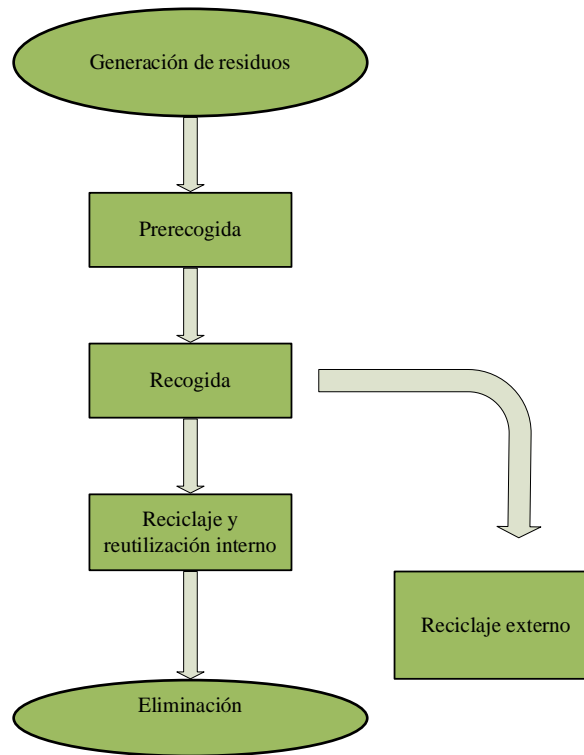 Generación de residuos
Prerecogida
Recogida
Reciclaje y
reutilización interno
Reciclaje externo
Eliminación